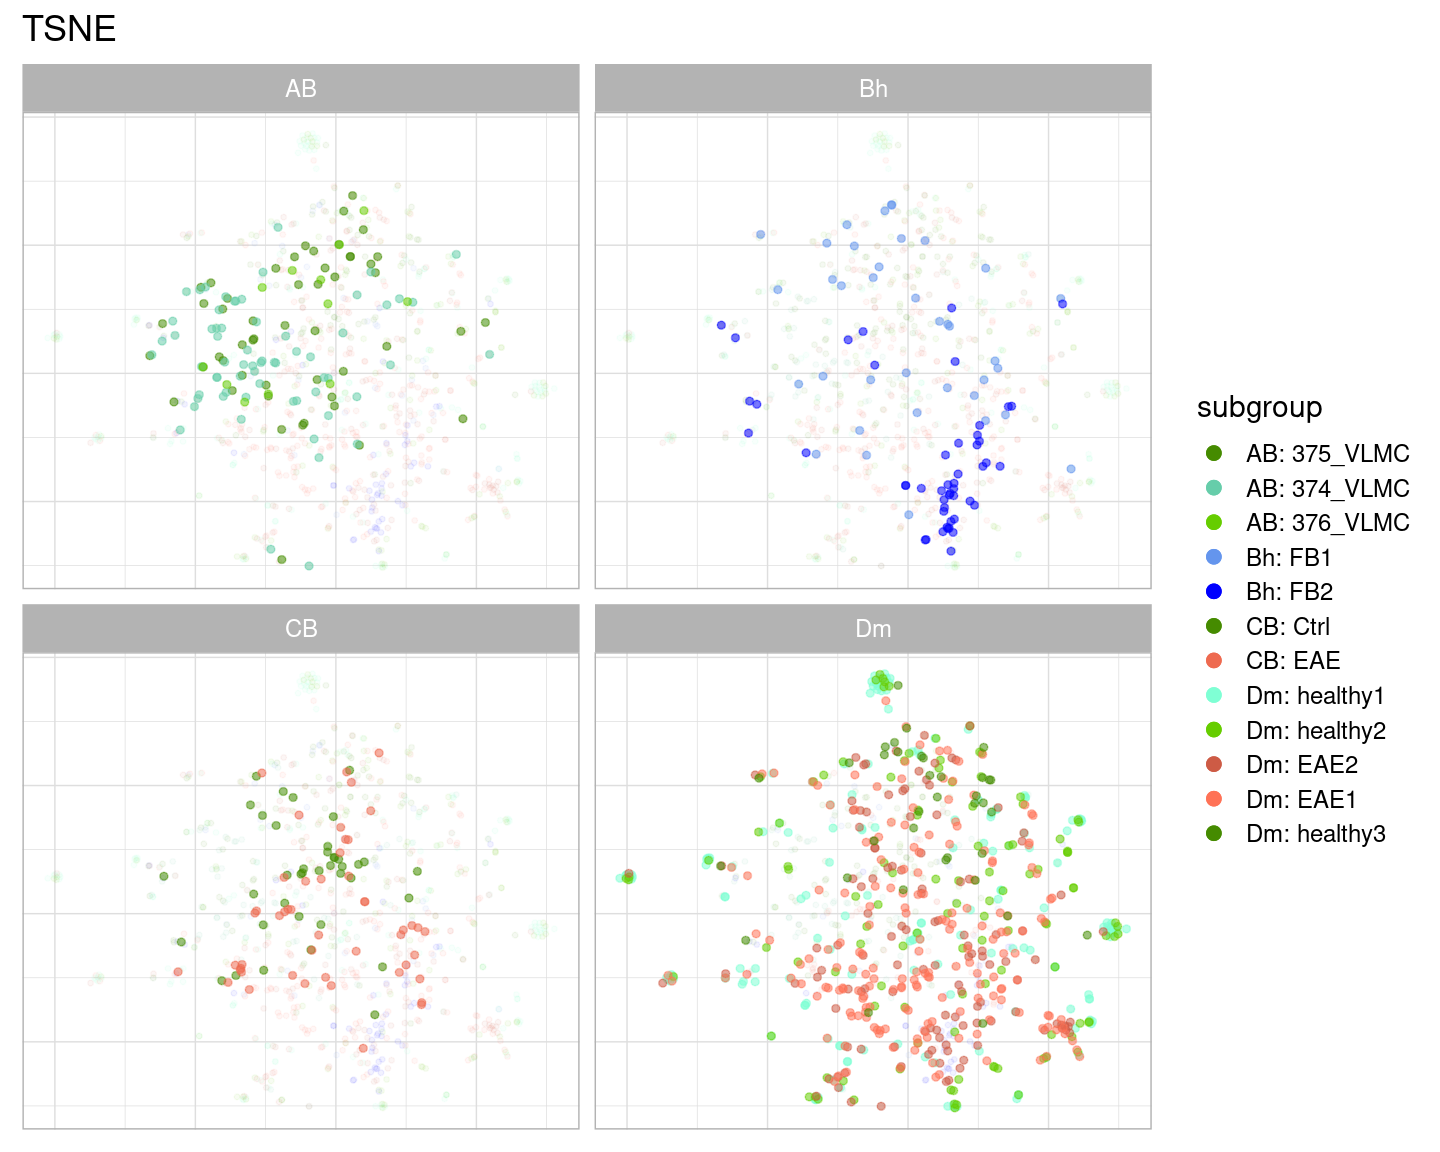 TSNE
AB
Bh
CB
Dm
subgroup
AB: 375_VLMC
AB: 374_VLMC
AB: 376_VLMC
Bh: FB1
Bh: FB2
CB: Ctrl
CB: EAE
Dm: healthy1
Dm: healthy2
Dm: EAE2
Dm: EAE1
Dm: healthy3